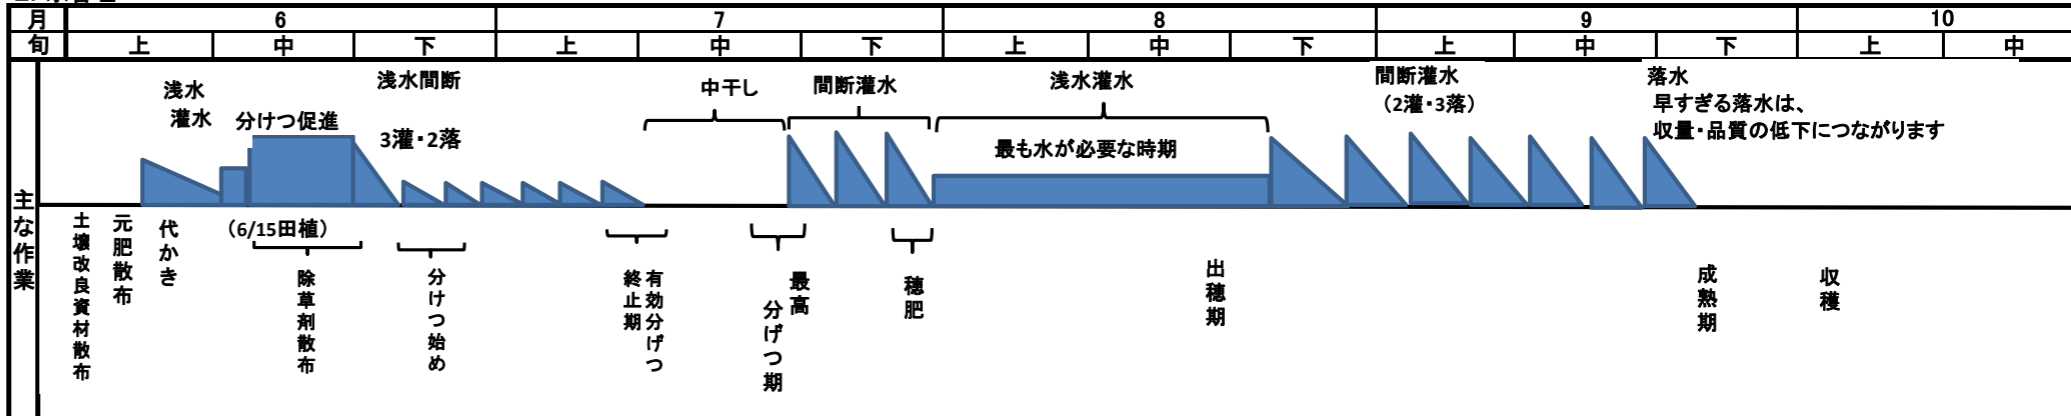 月 6 7 8 9 10
旬 上 中 下 上 中 下 上 中 下 上 中 下 上 中
主な作業
浅水
灌水
分けつ促進
浅水間断
3灌・2落
中干し
間断灌水
浅水灌水
最も水が必要な時期
間断灌水
（2灌・3落）
落水
早すぎる落水は、
収量・品質の低下につながります
土壌改良資材散布
元肥散布
代かき
（6/15田植）
除草剤散布
分けつ始め
有効分げつ
終止期
最高
分げつ期
穂肥
出穂期
成熟期
収穫